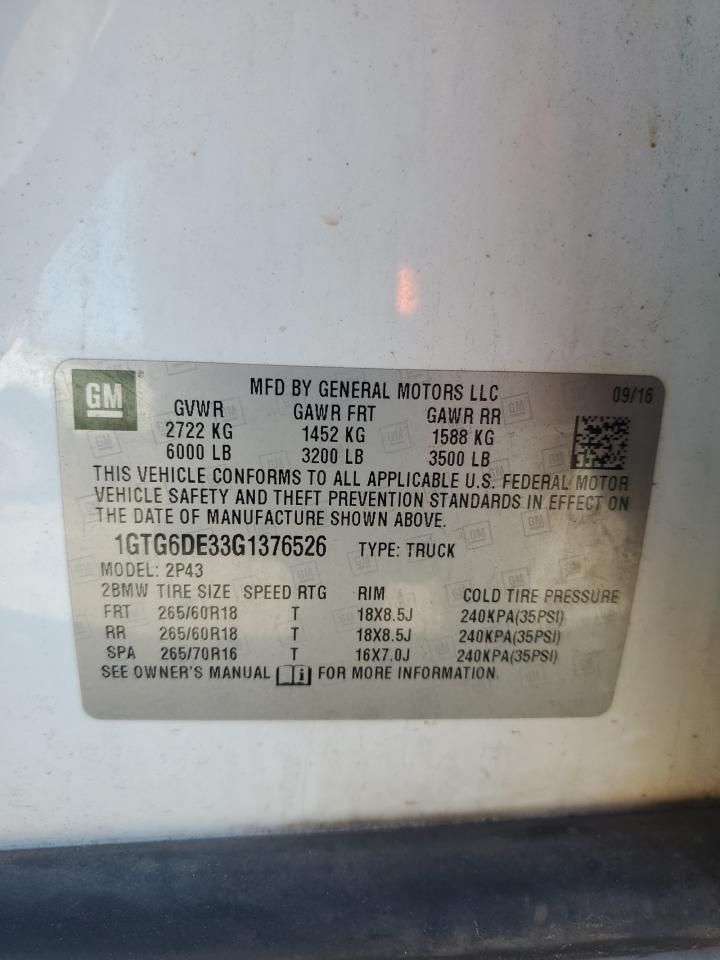 GM
MFD BY GENERAL MOTORS LLC 09/16
GVWR GAWR FRT GAWR RR
2722 KG 1452 KG 1588 KG
6000 LB 3200 LB 3500 LB
THIS VEHICLE CONFORMS TO ALL APPLICABLE U.S. FEDERAL MOTOR
VEHICLE SAFETY AND THEFT PREVENTION STANDARDS IN EFFECT ON
THE DATE OF MANUFACTURE SHOWN ABOVE.
1GTG6DE33G1376526 TYPE: TRUCK
MODEL: 2P43
2BMW TIRE SIZE SPEED RTG RIM COLD TIRE PRESSURE
FRT 265/60R18 T 18X8.5J 240KPA(35PSI)
RR 265/60R18 T 18X8.5J 240KPA(35PSI)
SPA 265/70R16 T 16X7.0J 240KPA(35PSI)
SEE OWNER'S MANUAL i FOR MORE INFORMATION.